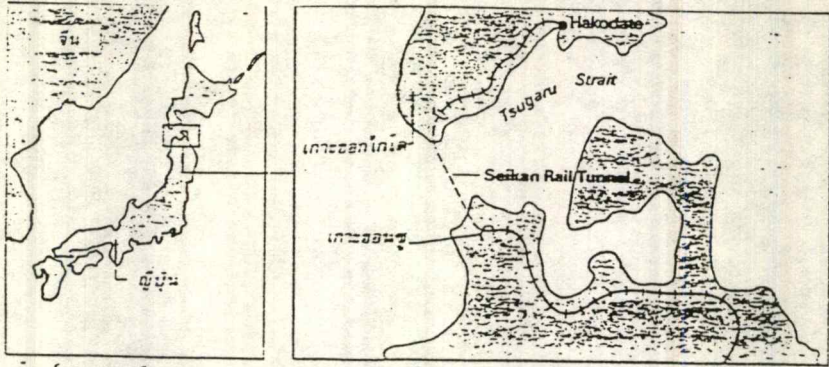 จีน
ญี่ปุ่น
Hakodate
Tsugaru Strait
เกาะฮอกไกโด
Seikan Rail Tunnel
เกาะฮอนชู